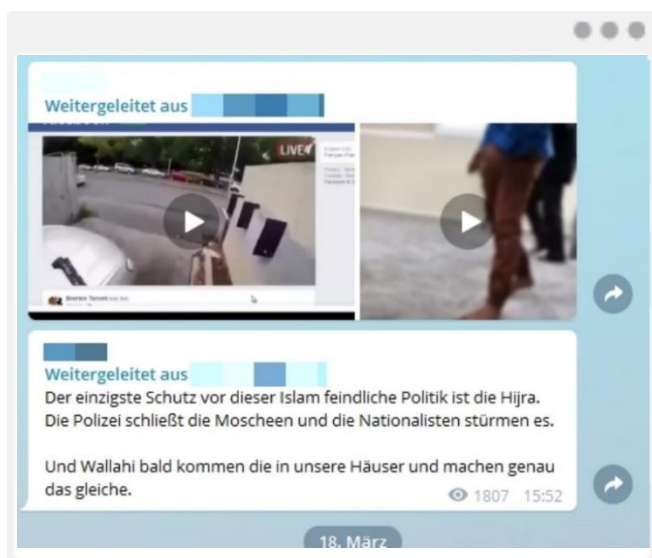 Weitergeleitet aus
LIVE
Weitergeleitet aus
Der einzigste Schutz vor dieser Islam feindliche Politik ist die Hijra.
Die Polizei schließt die Moscheen und die Nationalisten stürmen es.
Und Wallahi bald kommen die in unsere Häuser und machen genau
das gleiche.
1807 15:52
18. März